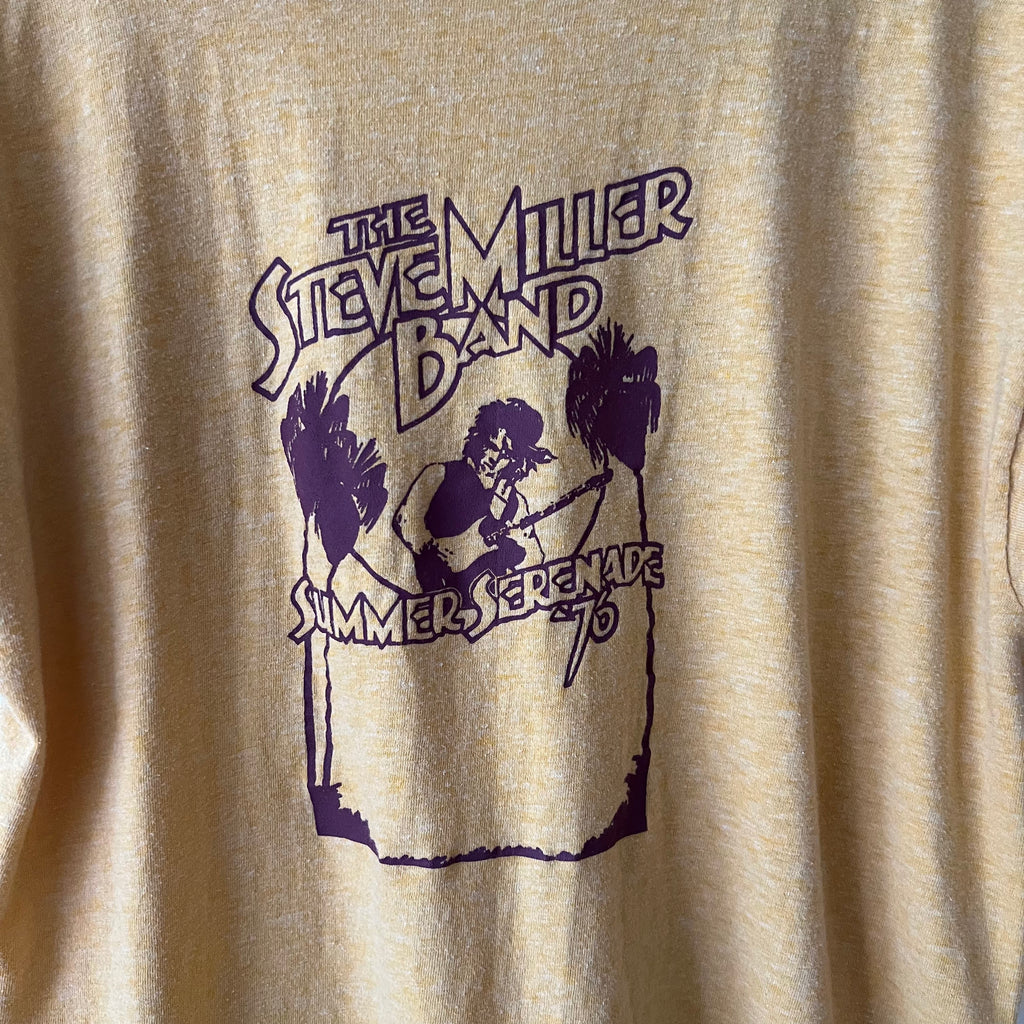 THE
STEVE MILLER
BAND
SUMMER SERENADE
'76